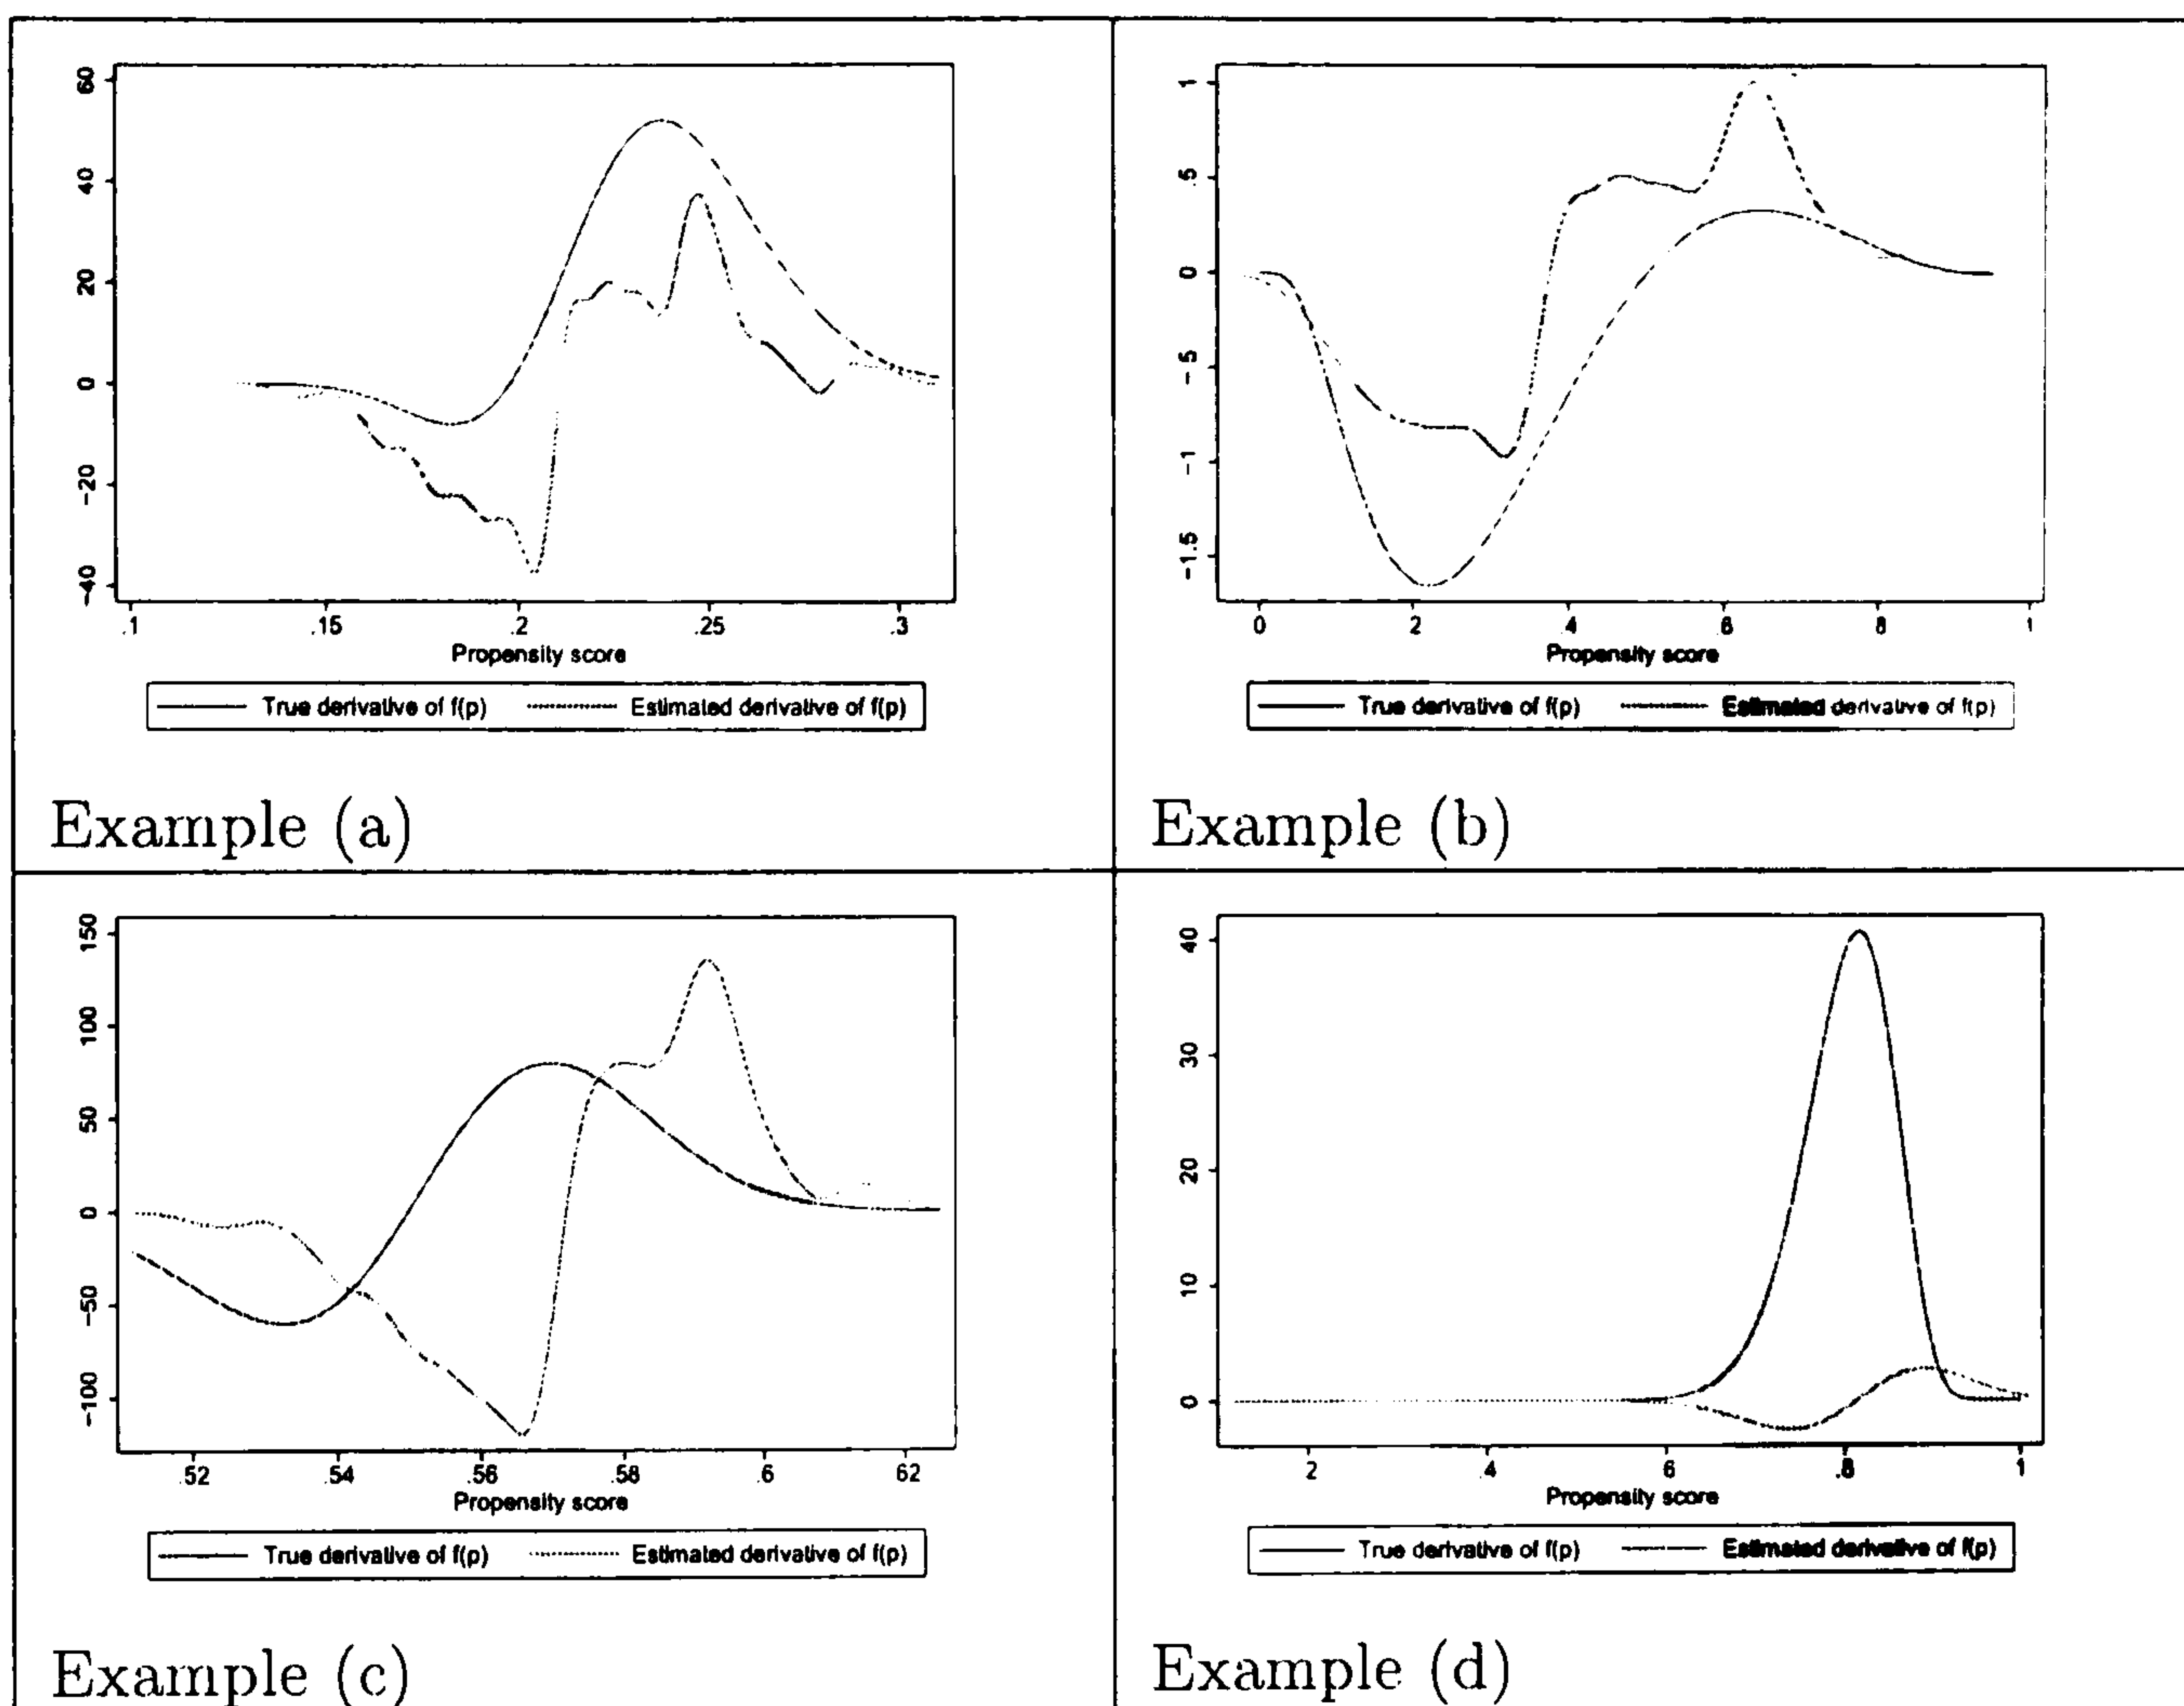 60
40
20
0
-20
-40
.1 .15 .2 .25 .3
Propensity score
True derivative of f(p) Estimated derivative of f(p)
Example (a)
1
.5
0
-.5
-1
-1.5
0 .2 .4 .6 .8 1
Propensity score
True derivative of f(p) Estimated derivative of f(p)
Example (b)
150
100
50
0
-50
-100
.52 .54 .56 .58 .6 .62
Propensity score
True derivative of f(p) Estimated derivative of f(p)
Example (c)
40
30
20
10
0
.2 .4 .6 .8 1
Propensity score
True derivative of f(p) Estimated derivative of f(p)
Example (d)